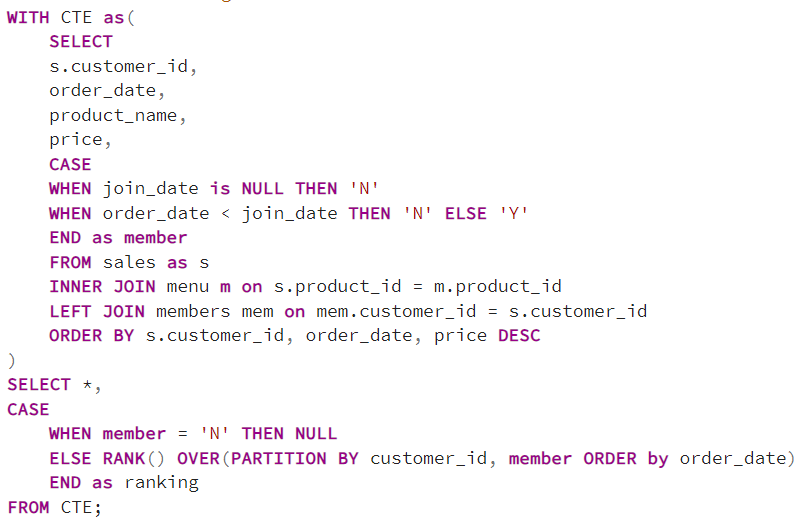 WITH CTE as(
    SELECT
    s.customer_id,
    order_date,
    product_name,
    price,
    CASE
    WHEN join_date is NULL THEN 'N'
    WHEN order_date < join_date THEN 'N' ELSE 'Y'
    END as member
    FROM sales as s
    INNER JOIN menu m on s.product_id = m.product_id
    LEFT JOIN members mem on mem.customer_id = s.customer_id
    ORDER BY s.customer_id, order_date, price DESC
)
SELECT *,
CASE
    WHEN member = 'N' THEN NULL
    ELSE RANK() OVER(PARTITION BY customer_id, member ORDER by order_date)
    END as ranking
FROM CTE;